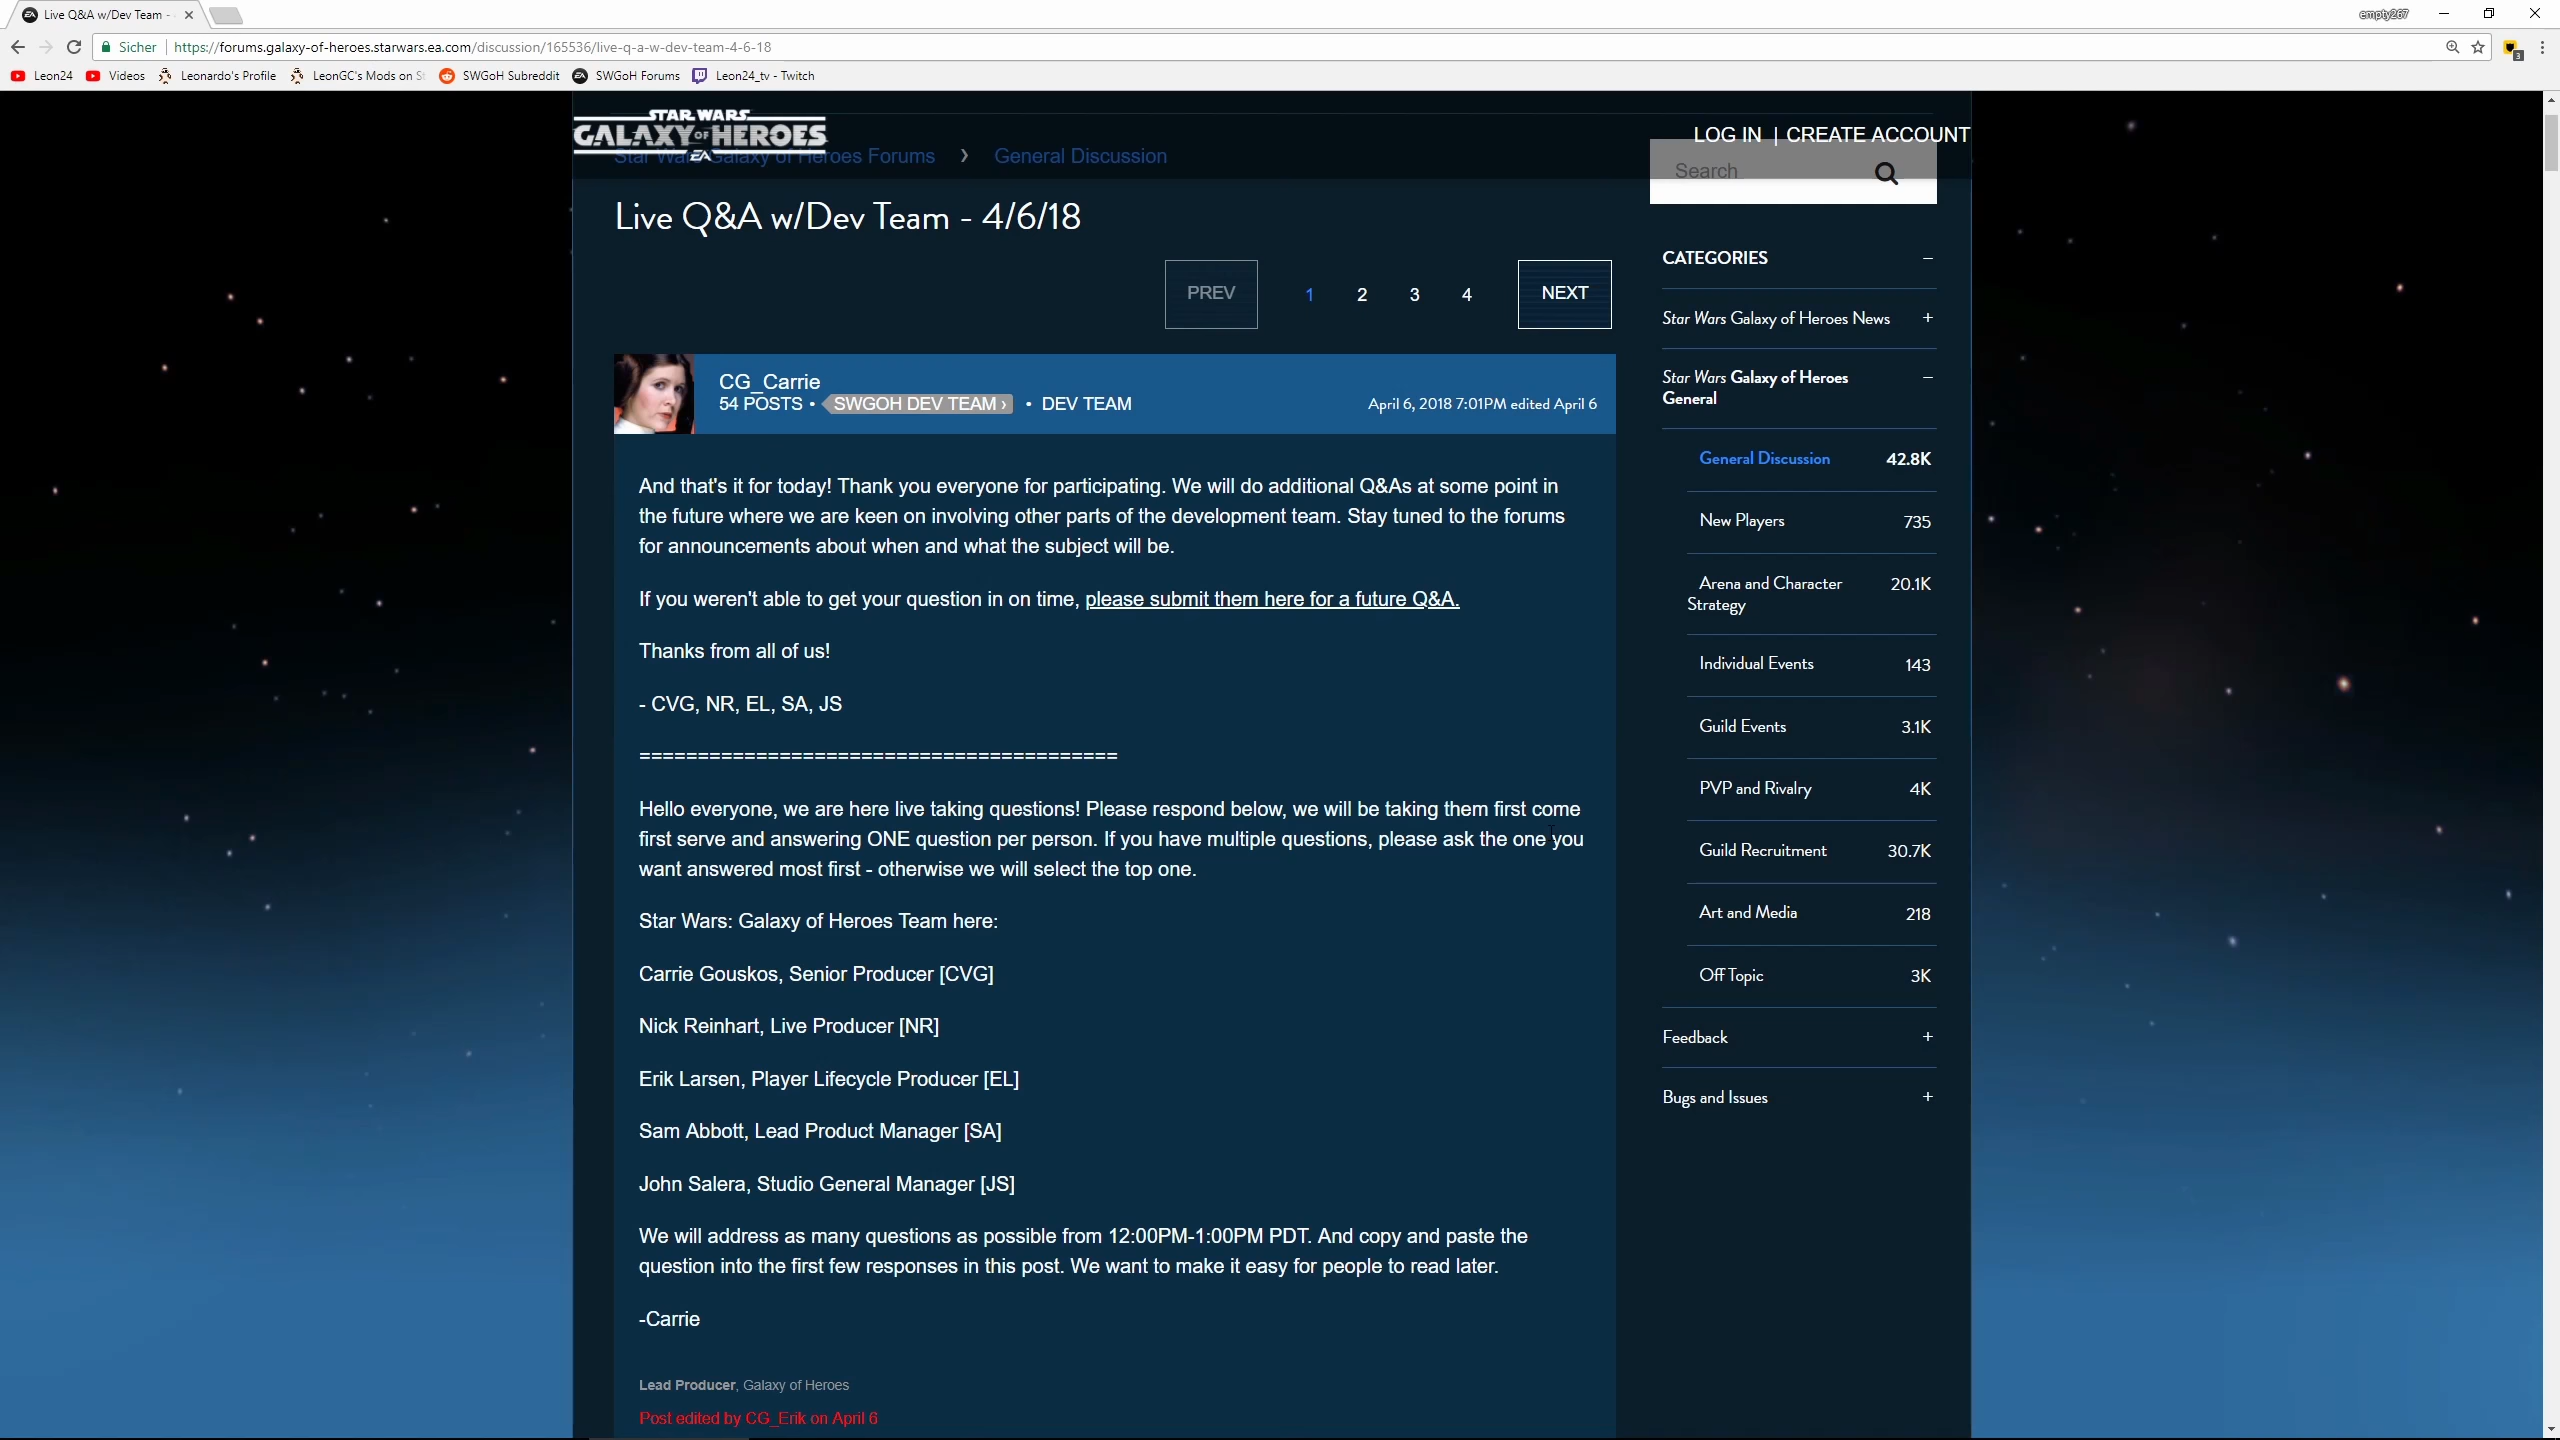 Live Q&A w/Dev Team -
empty267
Sicher
https://forums.galaxy-of-heroes.starwars.ea.com/discussion/165536/live-q-a-w-dev-team-4-6-18
3
Leon24
Videos
Leonardo's Profile
LeonGC's Mods on
SWGoH Subreddit
SWGoH Forums
Leon24_tv - Twitch
STAR WARS
GALAXY OF HEROES
EA
LOG IN | CREATE ACCOUNT
Star Wars Galaxy of Heroes Forums › General Discussion
Search
Live Q&A w/Dev Team - 4/6/18
PREV 1 2 3 4 NEXT
CG_Carrie
54 POSTS • SWGOH DEV TEAM › • DEV TEAM
April 6, 2018 7:01PM edited April 6
And that's it for today! Thank you everyone for participating. We will do additional Q&As at some point in
the future where we are keen on involving other parts of the development team. Stay tuned to the forums
for announcements about when and what the subject will be.
If you weren't able to get your question in on time, please submit them here for a future Q&A.
Thanks from all of us!
- CVG, NR, EL, SA, JS
=========================================
Hello everyone, we are here live taking questions! Please respond below, we will be taking them first come
first serve and answering ONE question per person. If you have multiple questions, please ask the one you
want answered most first - otherwise we will select the top one.
Star Wars: Galaxy of Heroes Team here:
Carrie Gouskos, Senior Producer [CVG]
Nick Reinhart, Live Producer [NR]
Erik Larsen, Player Lifecycle Producer [EL]
Sam Abbott, Lead Product Manager [SA]
John Salera, Studio General Manager [JS]
We will address as many questions as possible from 12:00PM-1:00PM PDT. And copy and paste the
question into the first few responses in this post. We want to make it easy for people to read later.
-Carrie
Lead Producer, Galaxy of Heroes
Post edited by CG_Erik on April 6
CATEGORIES –
Star Wars Galaxy of Heroes News +
Star Wars Galaxy of Heroes –
General
General Discussion 42.8K
New Players 735
Arena and Character 20.1K
Strategy
Individual Events 143
Guild Events 3.1K
PVP and Rivalry 4K
Guild Recruitment 30.7K
Art and Media 218
Off Topic 3K
Feedback +
Bugs and Issues +